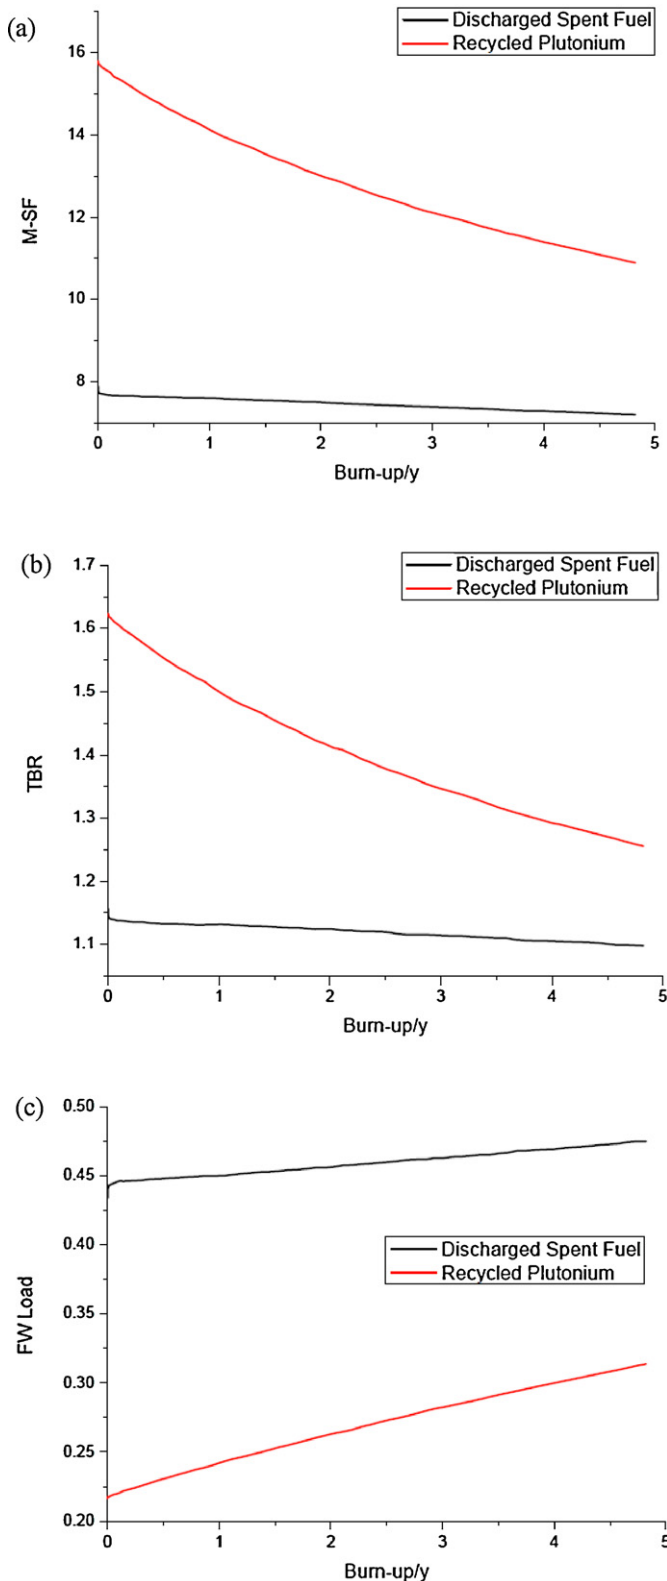 (a)
Discharged Spent Fuel
Recycled Plutonium
16
14
12
10
8
M-SF
0 1 2 3 4 5
Burn-up/y
(b)
Discharged Spent Fuel
Recycled Plutonium
1.7
1.6
1.5
1.4
1.3
1.2
1.1
TBR
0 1 2 3 4 5
Burn-up/y
(c)
0.50
0.45
0.40
0.35
0.30
0.25
0.20
FW Load
Discharged Spent Fuel
Recycled Plutonium
0 1 2 3 4 5
Burn-up/y